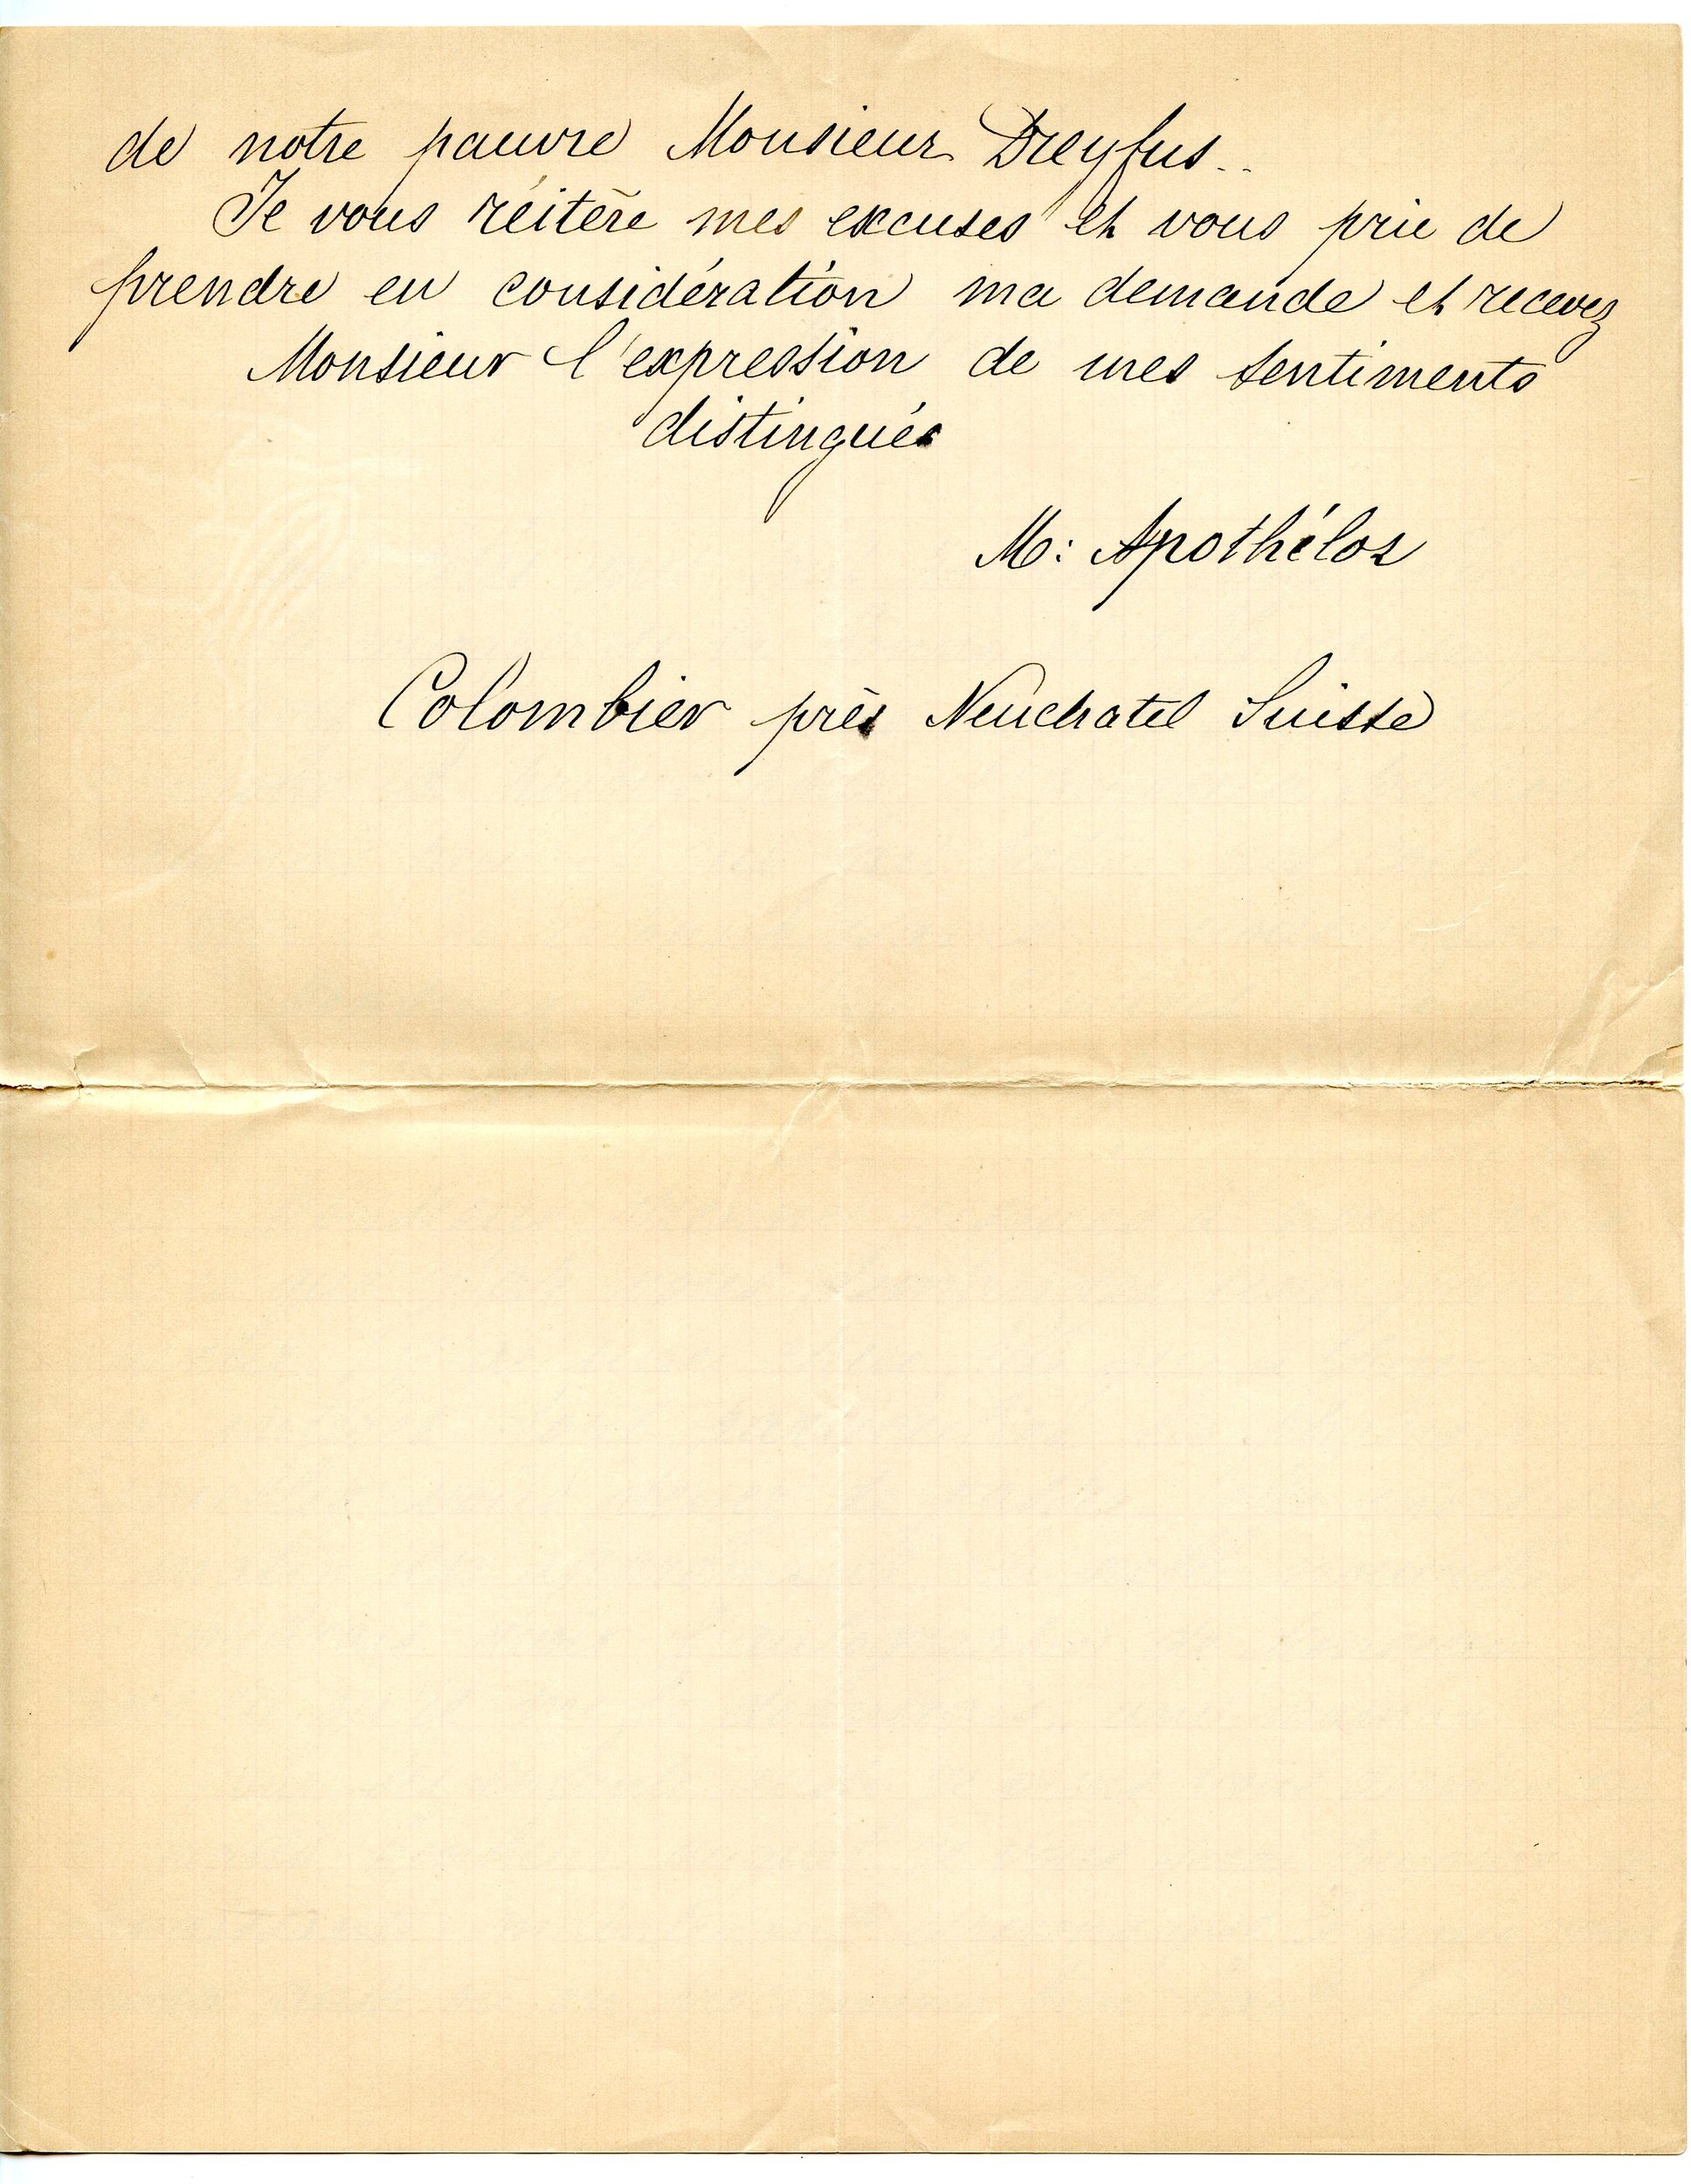 de notre pauvre Monsieur Dreyfus..
Je vous réitère mes excuses et vous prie de
prendre en considération ma demande et recevez
Monsieur l'expression de mes sentiments
distingués
M: Apothéloz
Colombier près Neuchatel Suisse